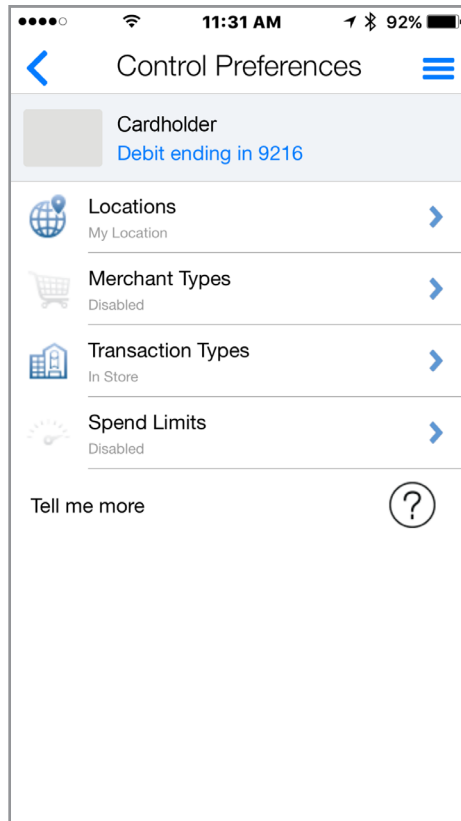 11:31 AM 92%
Control Preferences
Cardholder
Debit ending in 9216
Locations
My Location
Merchant Types
Disabled
Transaction Types
In Store
Spend Limits
Disabled
Tell me more ?